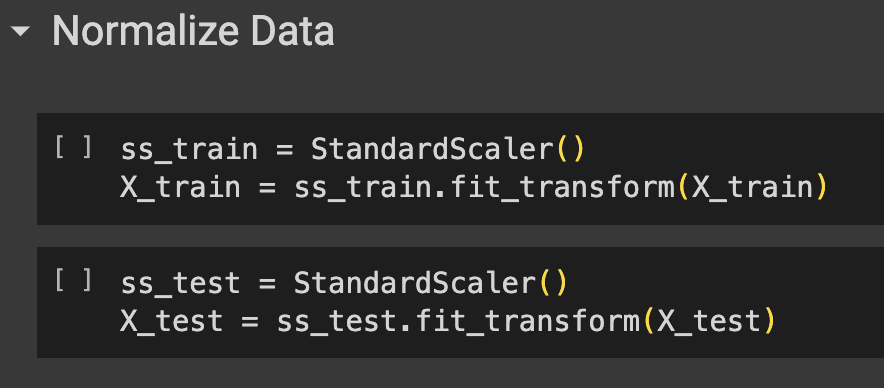 Normalize Data
[ ] ss_train = StandardScaler()
X_train = ss_train.fit_transform(X_train)
[ ] ss_test = StandardScaler()
X_test = ss_test.fit_transform(X_test)